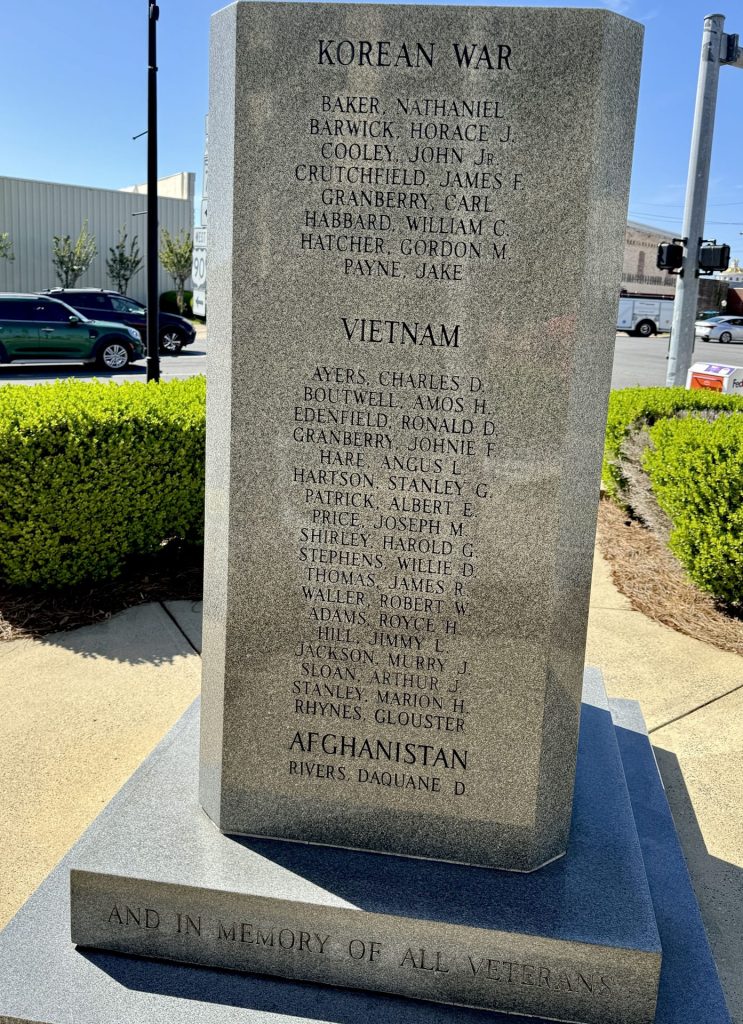 KOREAN WAR
BAKER, NATHANIEL
BARWICK, HORACE J.
COOLEY, JOHN JR
CRUTCHFIELD, JAMES F.
GRANBERRY, CARL
HABBARD, WILLIAM C.
HATCHER, GORDON M.
PAYNE, JAKE
VIETNAM
AYERS, CHARLES D.
BOUTWELL, AMOS H.
EDENFIELD, RONALD D.
GRANBERRY, JOHNIE F.
HARE, ANGUS L.
HARTSON, STANLEY G.
PATRICK, ALBERT E.
PRICE, JOSEPH M.
SHIRLEY, HAROLD G.
STEPHENS, WILLIE D.
THOMAS, JAMES R.
WALLER, ROBERT W.
ADAMS, ROYCE H.
HILL, JIMMY L.
JACKSON, MURRY J.
SLOAN, ARTHUR J.
STANLEY, MARION H.
RHYNES, GLOUSTER
AFGHANISTAN
RIVERS, DAQUANE D.
AND IN MEMORY OF ALL VETERANS
WEST
90
Fed